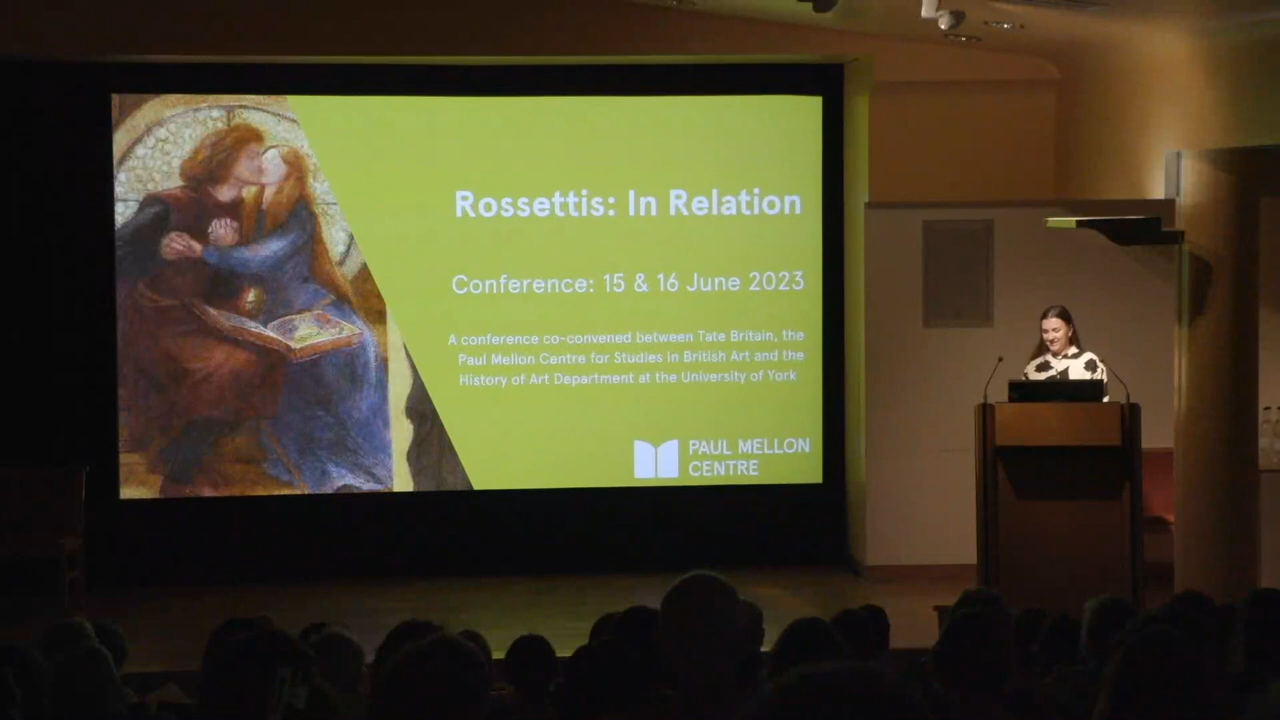 Rossettis: In Relation
Conference: 15 & 16 June 2023
A conference co-convened between Tate Britain, the
Paul Mellon Centre for Studies in British Art and the
History of Art Department at the University of York
PAUL MELLON
CENTRE